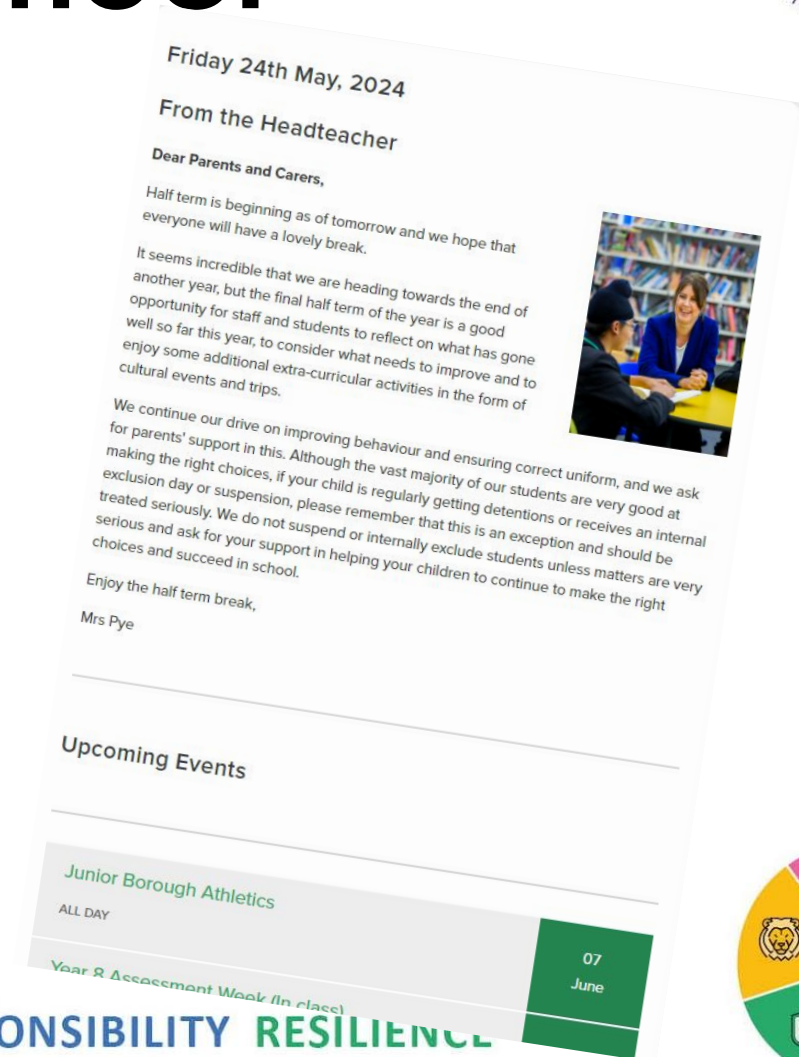 Friday 24th May, 2024
From the Headteacher
Dear Parents and Carers,
Half term is beginning as of tomorrow and we hope that
everyone will have a lovely break.
It seems incredible that we are heading towards the end of
another year, but the final half term of the year is a good
opportunity for staff and students to reflect on what has gone
well so far this year, to consider what needs to improve and to
enjoy some additional extra-curricular activities in the form of
cultural events and trips.
We continue our drive on improving behaviour and ensuring correct uniform, and we ask
for parents' support in this. Although the vast majority of our students are very good at
making the right choices, if your child is regularly getting detentions or receives an internal
exclusion day or suspension, please remember that this is an exception and should be
treated seriously. We do not suspend or internally exclude students unless matters are very
serious and ask for your support in helping your children to continue to make the right
choices and succeed in school.
Enjoy the half term break,
Mrs Pye
Upcoming Events
Junior Borough Athletics
ALL DAY
07
June
Year 8 Assessment Week (In class)
ONSIBILITY RESILIENCE